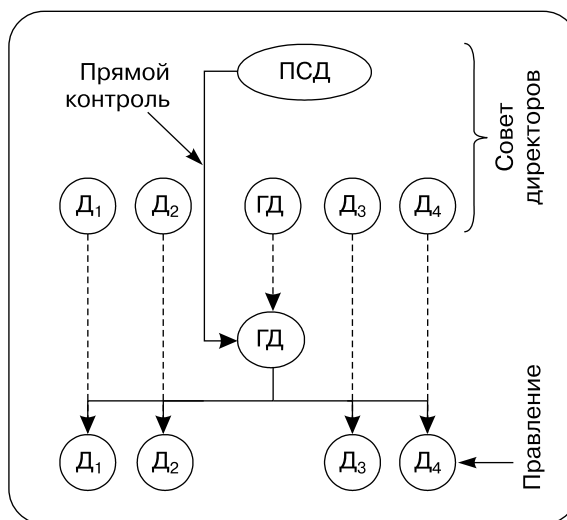 ПСД
Прямой
контроль
Совет
директоров
Д₁
Д₂
ГД
Д₃
Д₄
ГД
Д₁
Д₂
Д₃
Д₄
Правление